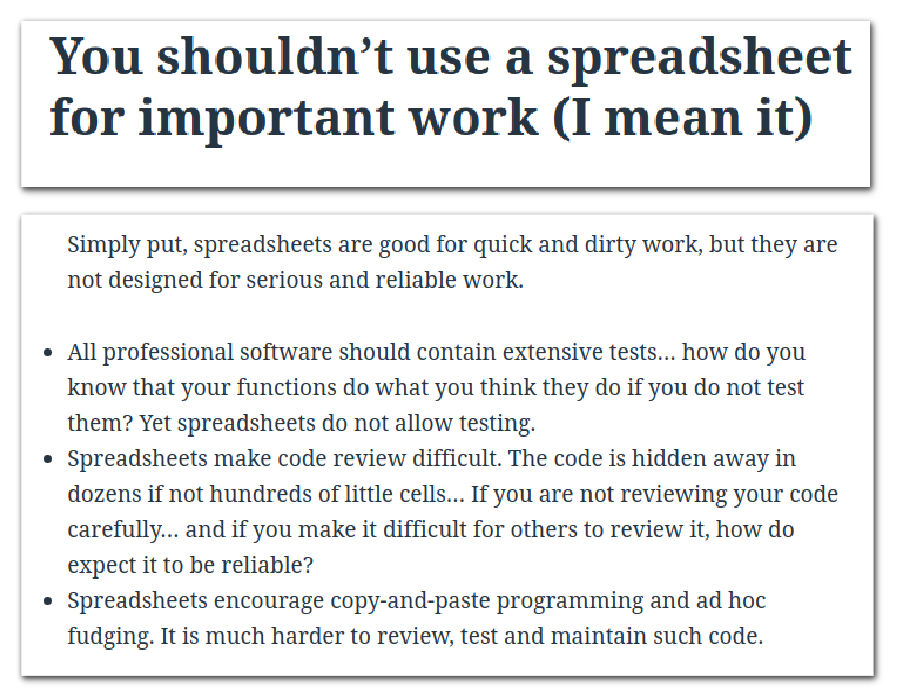 You shouldn’t use a spreadsheet
for important work (I mean it)
Simply put, spreadsheets are good for quick and dirty work, but they are
not designed for serious and reliable work.
• All professional software should contain extensive tests… how do you
know that your functions do what you think they do if you do not test
them? Yet spreadsheets do not allow testing.
• Spreadsheets make code review difficult. The code is hidden away in
dozens if not hundreds of little cells… If you are not reviewing your code
carefully… and if you make it difficult for others to review it, how do
expect it to be reliable?
• Spreadsheets encourage copy-and-paste programming and ad hoc
fudging. It is much harder to review, test and maintain such code.